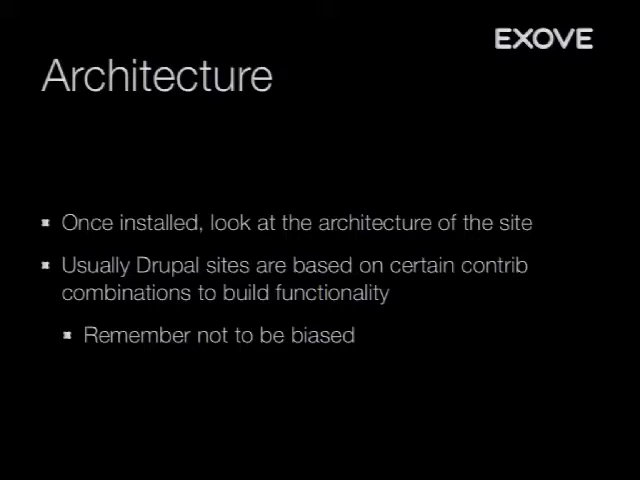 EXOVE
Architecture
Once installed, look at the architecture of the site
Usually Drupal sites are based on certain contrib
combinations to build functionality
Remember not to be biased